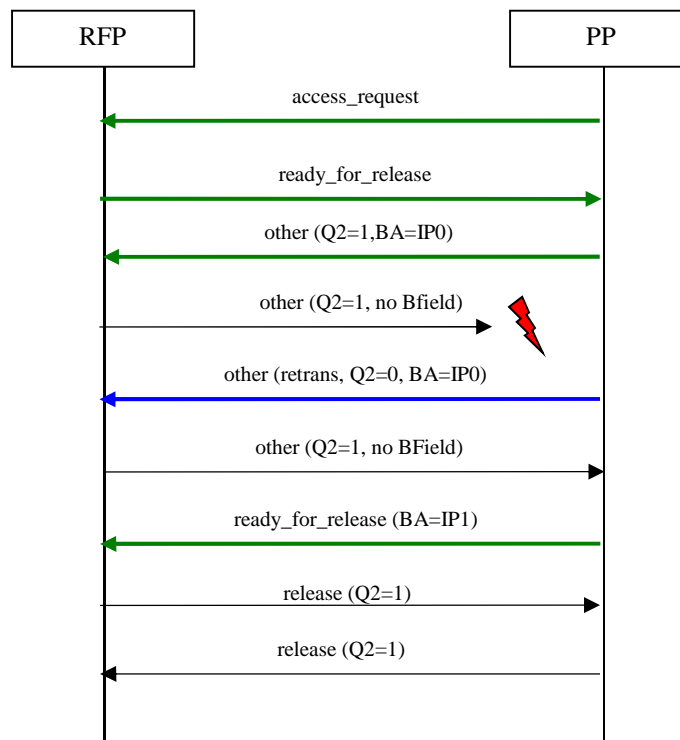 RFP
PP
access_request
ready_for_release
other (Q2=1,BA=IP0)
other (Q2=1, no Bfield)
other (retrans, Q2=0, BA=IP0)
other (Q2=1, no BField)
ready_for_release (BA=IP1)
release (Q2=1)
release (Q2=1)